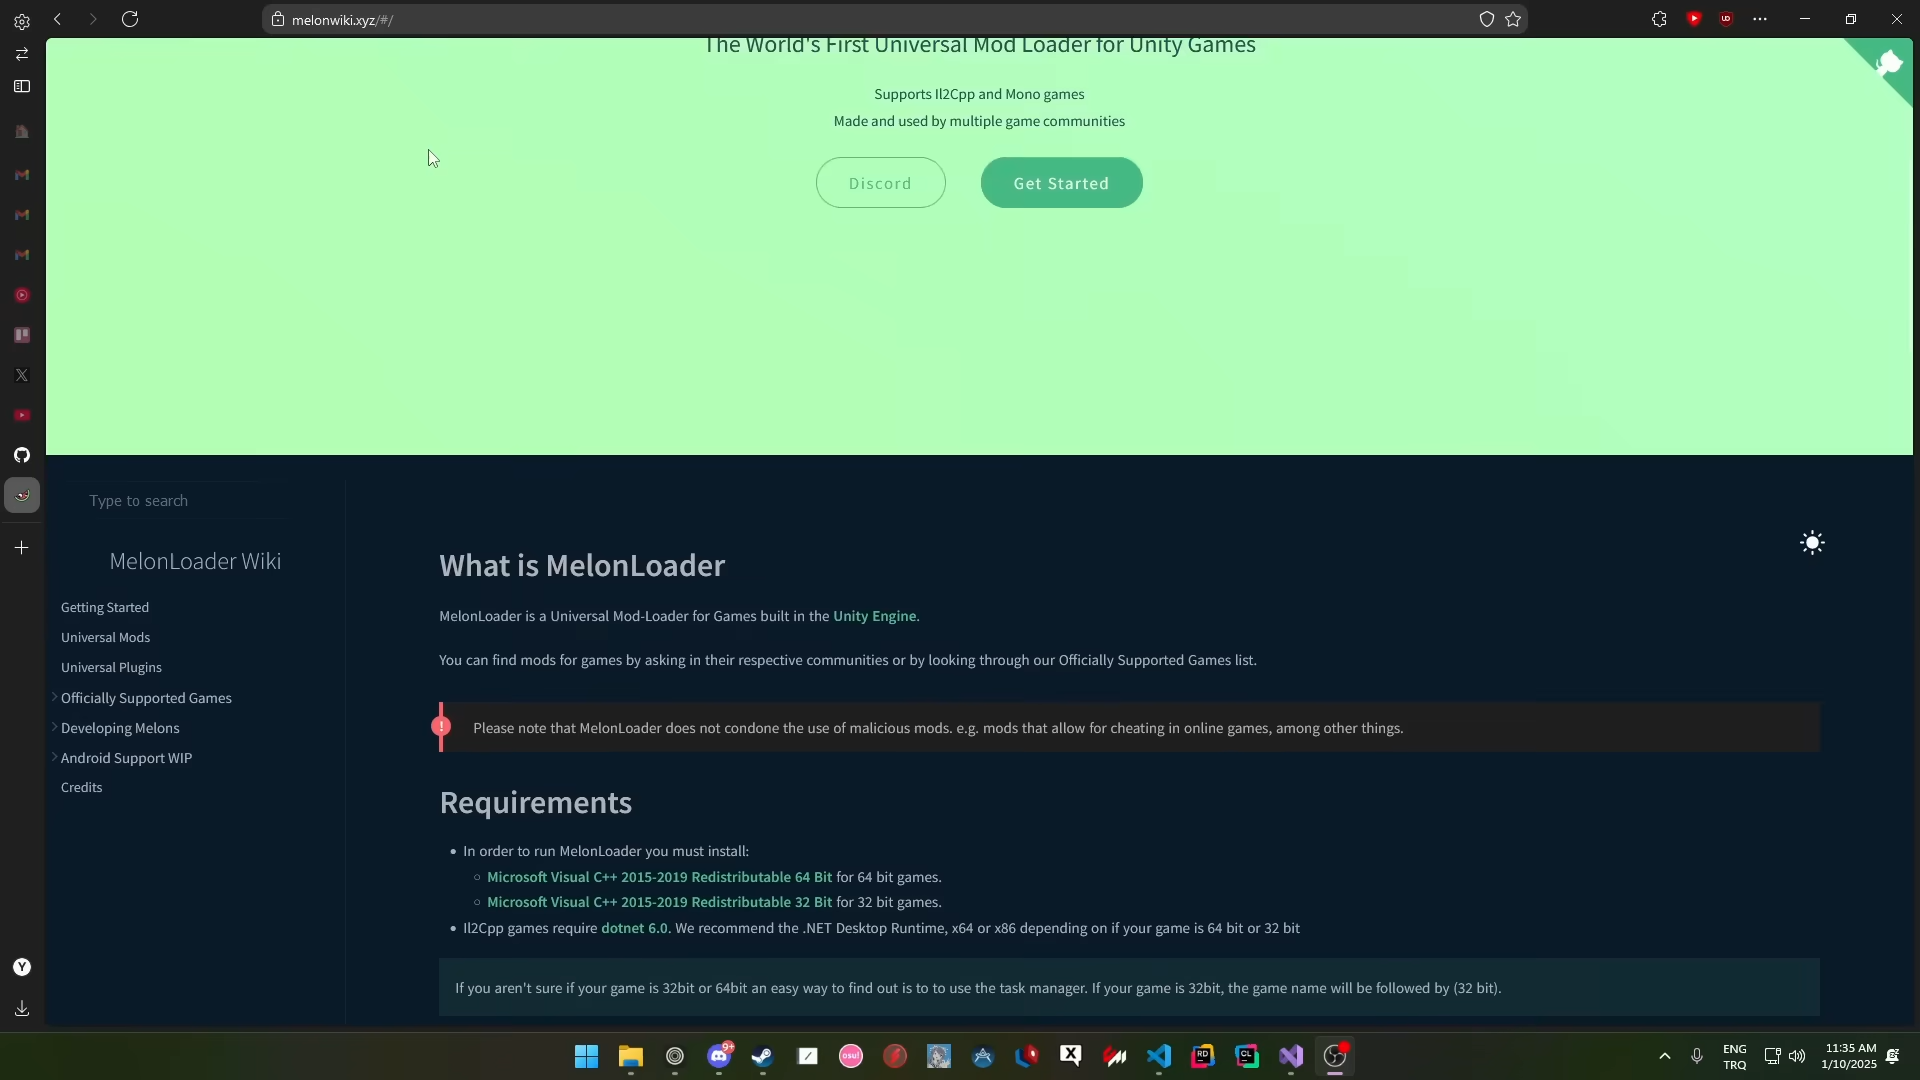 melonwiki.xyz/#/
The World's First Universal Mod Loader for Unity Games
Supports Il2Cpp and Mono games
Made and used by multiple game communities
Discord
Get Started
Type to search
MelonLoader Wiki
Getting Started
Universal Mods
Universal Plugins
Officially Supported Games
Developing Melons
Android Support WIP
Credits
What is MelonLoader
MelonLoader is a Universal Mod-Loader for Games built in the Unity Engine.
You can find mods for games by asking in their respective communities or by looking through our Officially Supported Games list.
!
Please note that MelonLoader does not condone the use of malicious mods. e.g. mods that allow for cheating in online games, among other things.
Requirements
In order to run MelonLoader you must install:
Microsoft Visual C++ 2015-2019 Redistributable 64 Bit for 64 bit games.
Microsoft Visual C++ 2015-2019 Redistributable 32 Bit for 32 bit games.
Il2Cpp games require dotnet 6.0. We recommend the .NET Desktop Runtime, x64 or x86 depending on if your game is 64 bit or 32 bit
If you aren't sure if your game is 32bit or 64bit an easy way to find out is to to use the task manager. If your game is 32bit, the game name will be followed by (32 bit).
Y
9+
osu!
RD
CL
ENG
TRQ
11:35 AM
1/10/2025